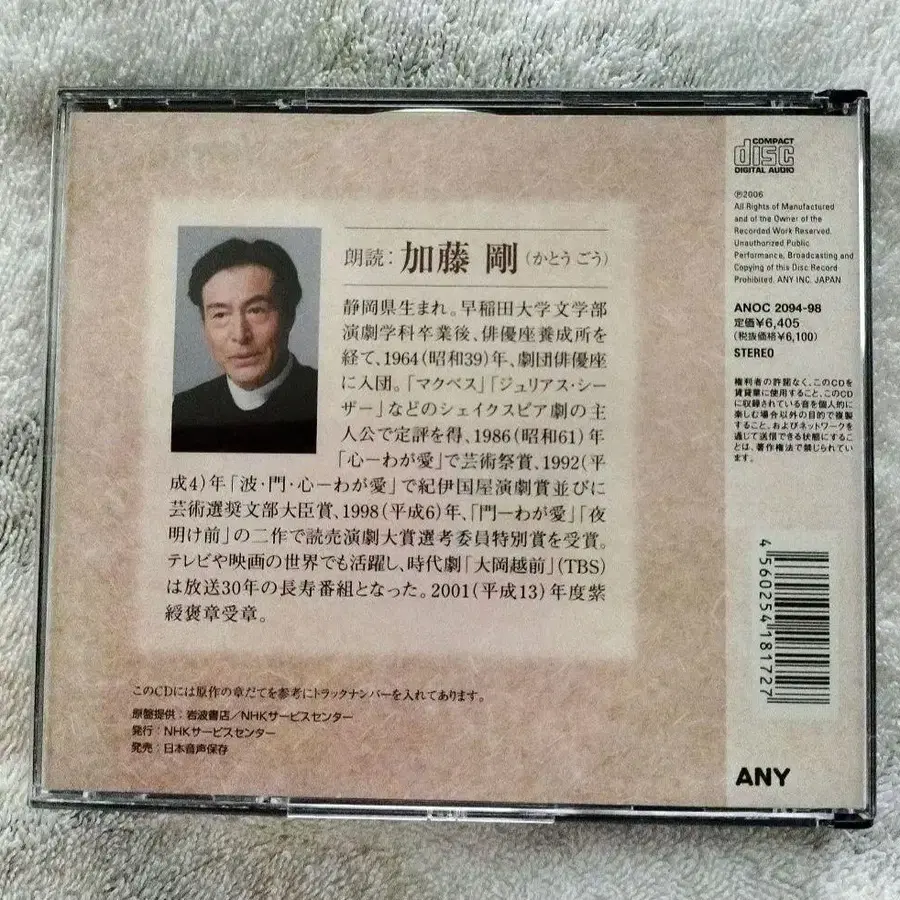 朗読：加藤 剛（かとう ごう）
静岡県生まれ。早稲田大学文学部
演劇学科卒業後、俳優座養成所を
経て、1964（昭和39）年、劇団俳優座
に入団。「マクベス」「ジュリアス・シー
ザー」などのシェイクスピア劇の主
人公で定評を得、1986（昭和61）年
「心－わが愛」で芸術祭賞、1992（平
成4）年「波・門・心－わが愛」で紀伊国屋演劇賞並びに
芸術選奨文部大臣賞、1998（平成6）年、「門－わが愛」「夜
明け前」の二作で読売演劇大賞選考委員特別賞を受賞。
テレビや映画の世界でも活躍し、時代劇「大岡越前」（TBS）
は放送30年の長寿番組となった。2001（平成13）年度紫
綬褒章受章。
このCDには原作の章だてを参考にトラックナンバーを入れてあります。
原盤提供：岩波書店／NHKサービスセンター
発行：NHKサービスセンター
発売：日本音声保存
COMPACT
disc
DIGITAL AUDIO
℗2006
All Rights of Manufactured
and of the Owner of the
Recorded Work Reserved.
Unauthorized Public
Performance, Broadcasting and
Copying of this Disc Record
Prohibited. ANY INC. JAPAN
ANOC 2094-98
定価¥6,405
（税抜価格¥6,100）
STEREO
権利者の許諾なく、このCDを
賃貸業に使用すること、このCD
に収録されている音を個人的に
楽しむ場合以外の目的で複製
すること、およびネットワークを
通じて送信できる状態にするこ
とは、著作権法で禁じられてい
ます。
4560254181727
ANY